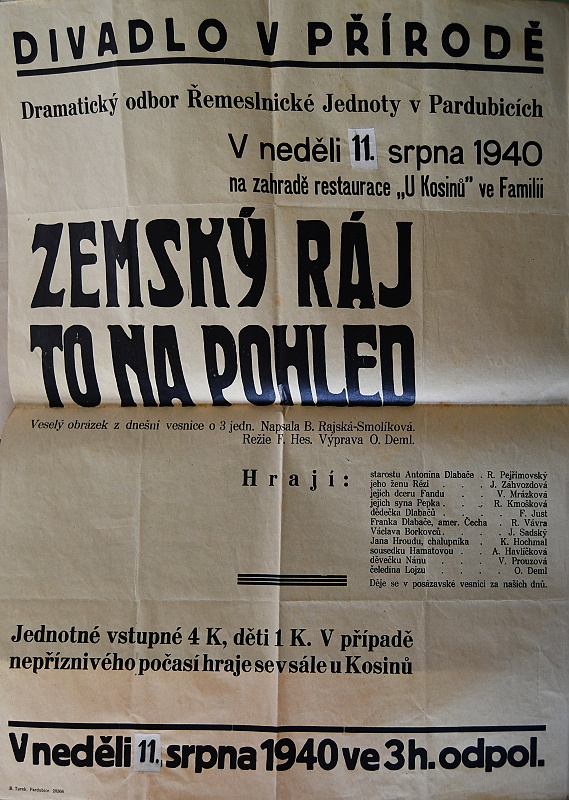 DIVADLO V PŘÍRODĚ
Dramatický odbor Řemeslnické Jednoty v Pardubicích
V neděli 11. srpna 1940
na zahradě restaurace „U Kosinů" ve Familii
ZEMSKÝ RÁJ
TO NA POHLED
Veselý obrázek z dnešní vesnice o 3 jedn. Napsala B. Rajská-Smolíková.
Režie F. Hes. Výprava O. Deml.
Hrají:
starostu Antonína Dlabače . R. Pejřimovský
jeho ženu Rézi . . . J. Zahvozdová
jejich dceru Fandu . . V. Mrázková
jejich syna Pepka . . . R. Kmošková
dědečka Dlabačů . . . . F. Just
Franka Dlabače, amer. Čecha . R. Vávra
Václava Borkovců . . . J. Sadský
Jana Hroudu, chalupníka . K. Hochmal
sousedku Hamatovou . . A. Havlíčková
děvečku Nánu . . . V. Prouzová
čeledína Lojzu . . . . O. Deml
Děje se v posázavské vesnici za našich dnů.
Jednotné vstupné 4 K, děti 1 K. V případě
nepříznivého počasí hraje se v sále u Kosinů
V neděli 11. srpna 1940 ve 3 h. odpol.
B. Turek, Pardubice